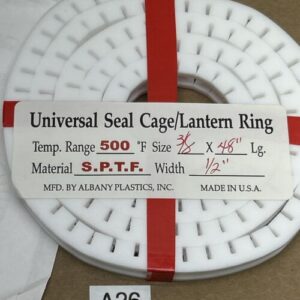 Universal Seal Cage/Lantern Ring
Temp. Range 500 °F Size 3/8 X 48" Lg.
Material S.P.T.F. Width 1/2"
MFD. BY ALBANY PLASTICS, INC. MADE IN U.S.A.
A26